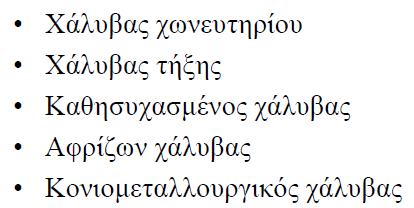 • Χάλυβας χωνευτηρίου
• Χάλυβας τήξης
• Καθησυχασμένος χάλυβας
• Αφρίζων χάλυβας
• Κονιομεταλλουργικός χάλυβας